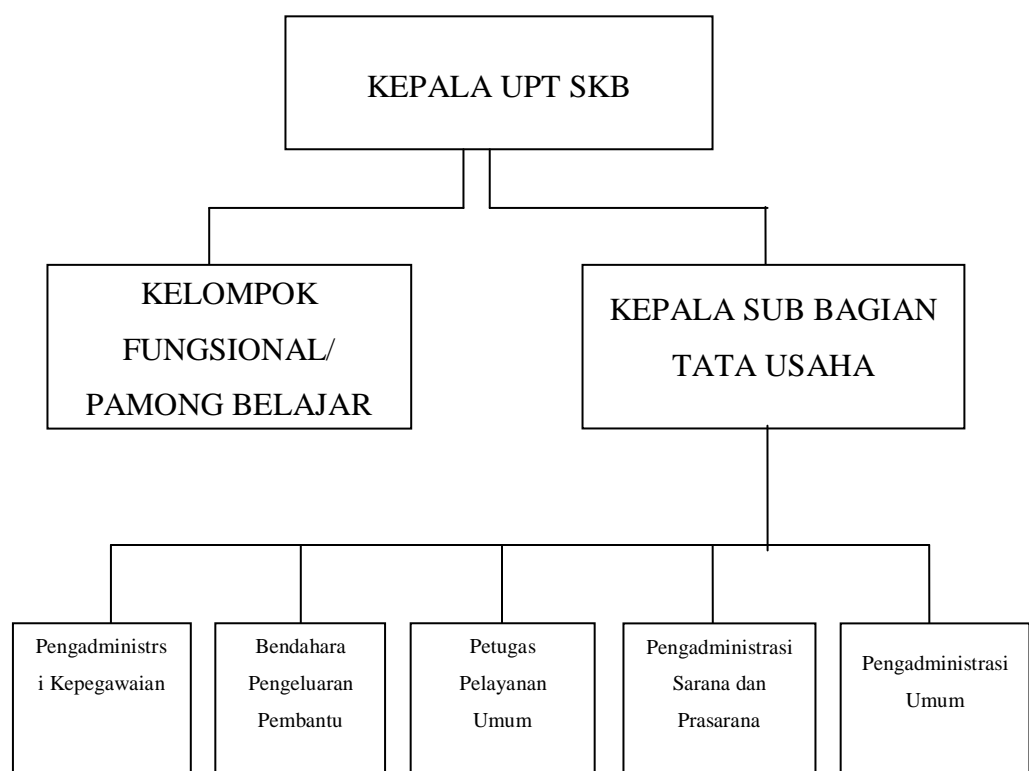 KEPALA UPT SKB
KELOMPOK
FUNGSIONAL/
PAMONG BELAJAR
KEPALA SUB BAGIAN
TATA USAHA
Pengadministrs
i Kepegawaian
Bendahara
Pengeluaran
Pembantu
Petugas
Pelayanan
Umum
Pengadministrasi
Sarana dan
Prasarana
Pengadministrasi
Umum